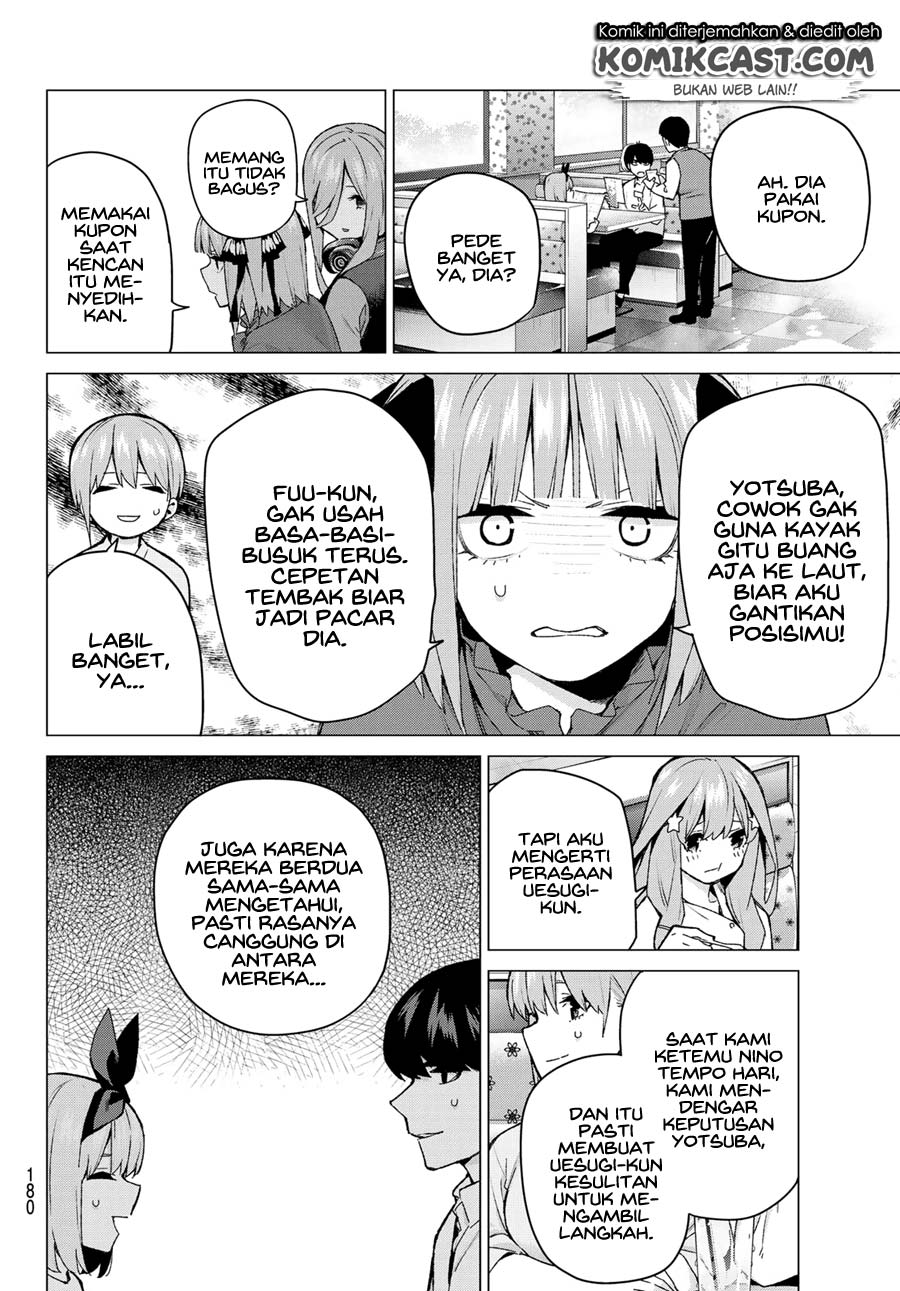 Komik ini diterjemahkan & diedit oleh
KOMIKCAST.COM
BUKAN WEB LAIN!!
AH. DIA
PAKAI
KUPON.
PEDE
BANGET
YA, DIA?
MEMANG
ITU TIDAK
BAGUS?
MEMAKAI
KUPON
SAAT
KENCAN
ITU ME-
NYEDIH-
KAN.
YOTSUBA,
COWOK GAK
GUNA KAYAK
GITU BUANG
AJA KE LAUT,
BIAR AKU
GANTIKAN
POSISIMU!
FUU-KUN,
GAK USAH
BASA-BASI-
BUSUK TERUS.
CEPETAN
TEMBAK BIAR
JADI PACAR
DIA.
LABIL
BANGET,
YA...
TAPI AKU
MENGERTI
PERASAAN
UESUGI-
KUN.
SAAT KAMI
KETEMU NINO
TEMPO HARI,
KAMI MEN-
DENGAR
KEPUTUSAN
YOTSUBA,
DAN ITU
PASTI
MEMBUAT
UESUGI-KUN
KESULITAN
UNTUK ME-
NGAMBIL
LANGKAH.
JUGA KARENA
MEREKA BERDUA
SAMA-SAMA
MENGETAHUI,
PASTI RASANYA
CANGGUNG DI
ANTARA
MEREKA...
180